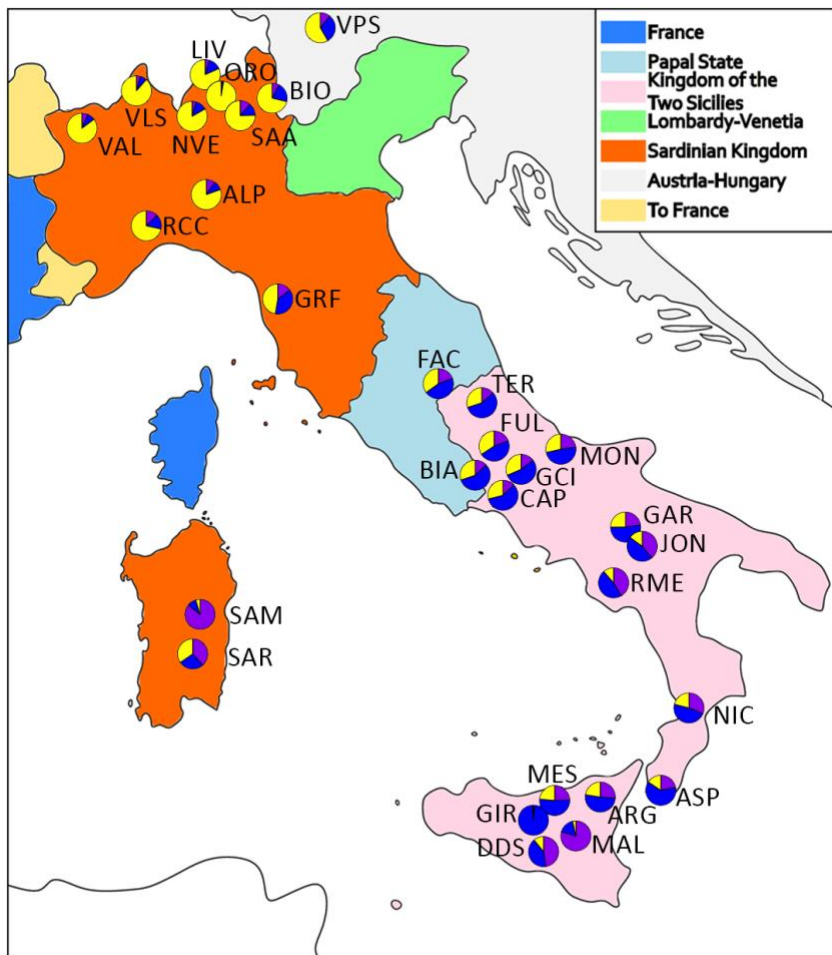 VPS
France
Papal State
Kingdom of the
Two Sicilies
Lombardy-Venetia
Sardinian Kingdom
Austria-Hungary
To France
LIV
ORO
BIO
VLS
NVE
SAA
VAL
ALP
RCC
GRF
FAC
TER
FUL
MON
BIA
GCI
CAP
GAR
JON
RME
SAM
SAR
NIC
MES
ASP
GIR
ARG
DDS
MAL